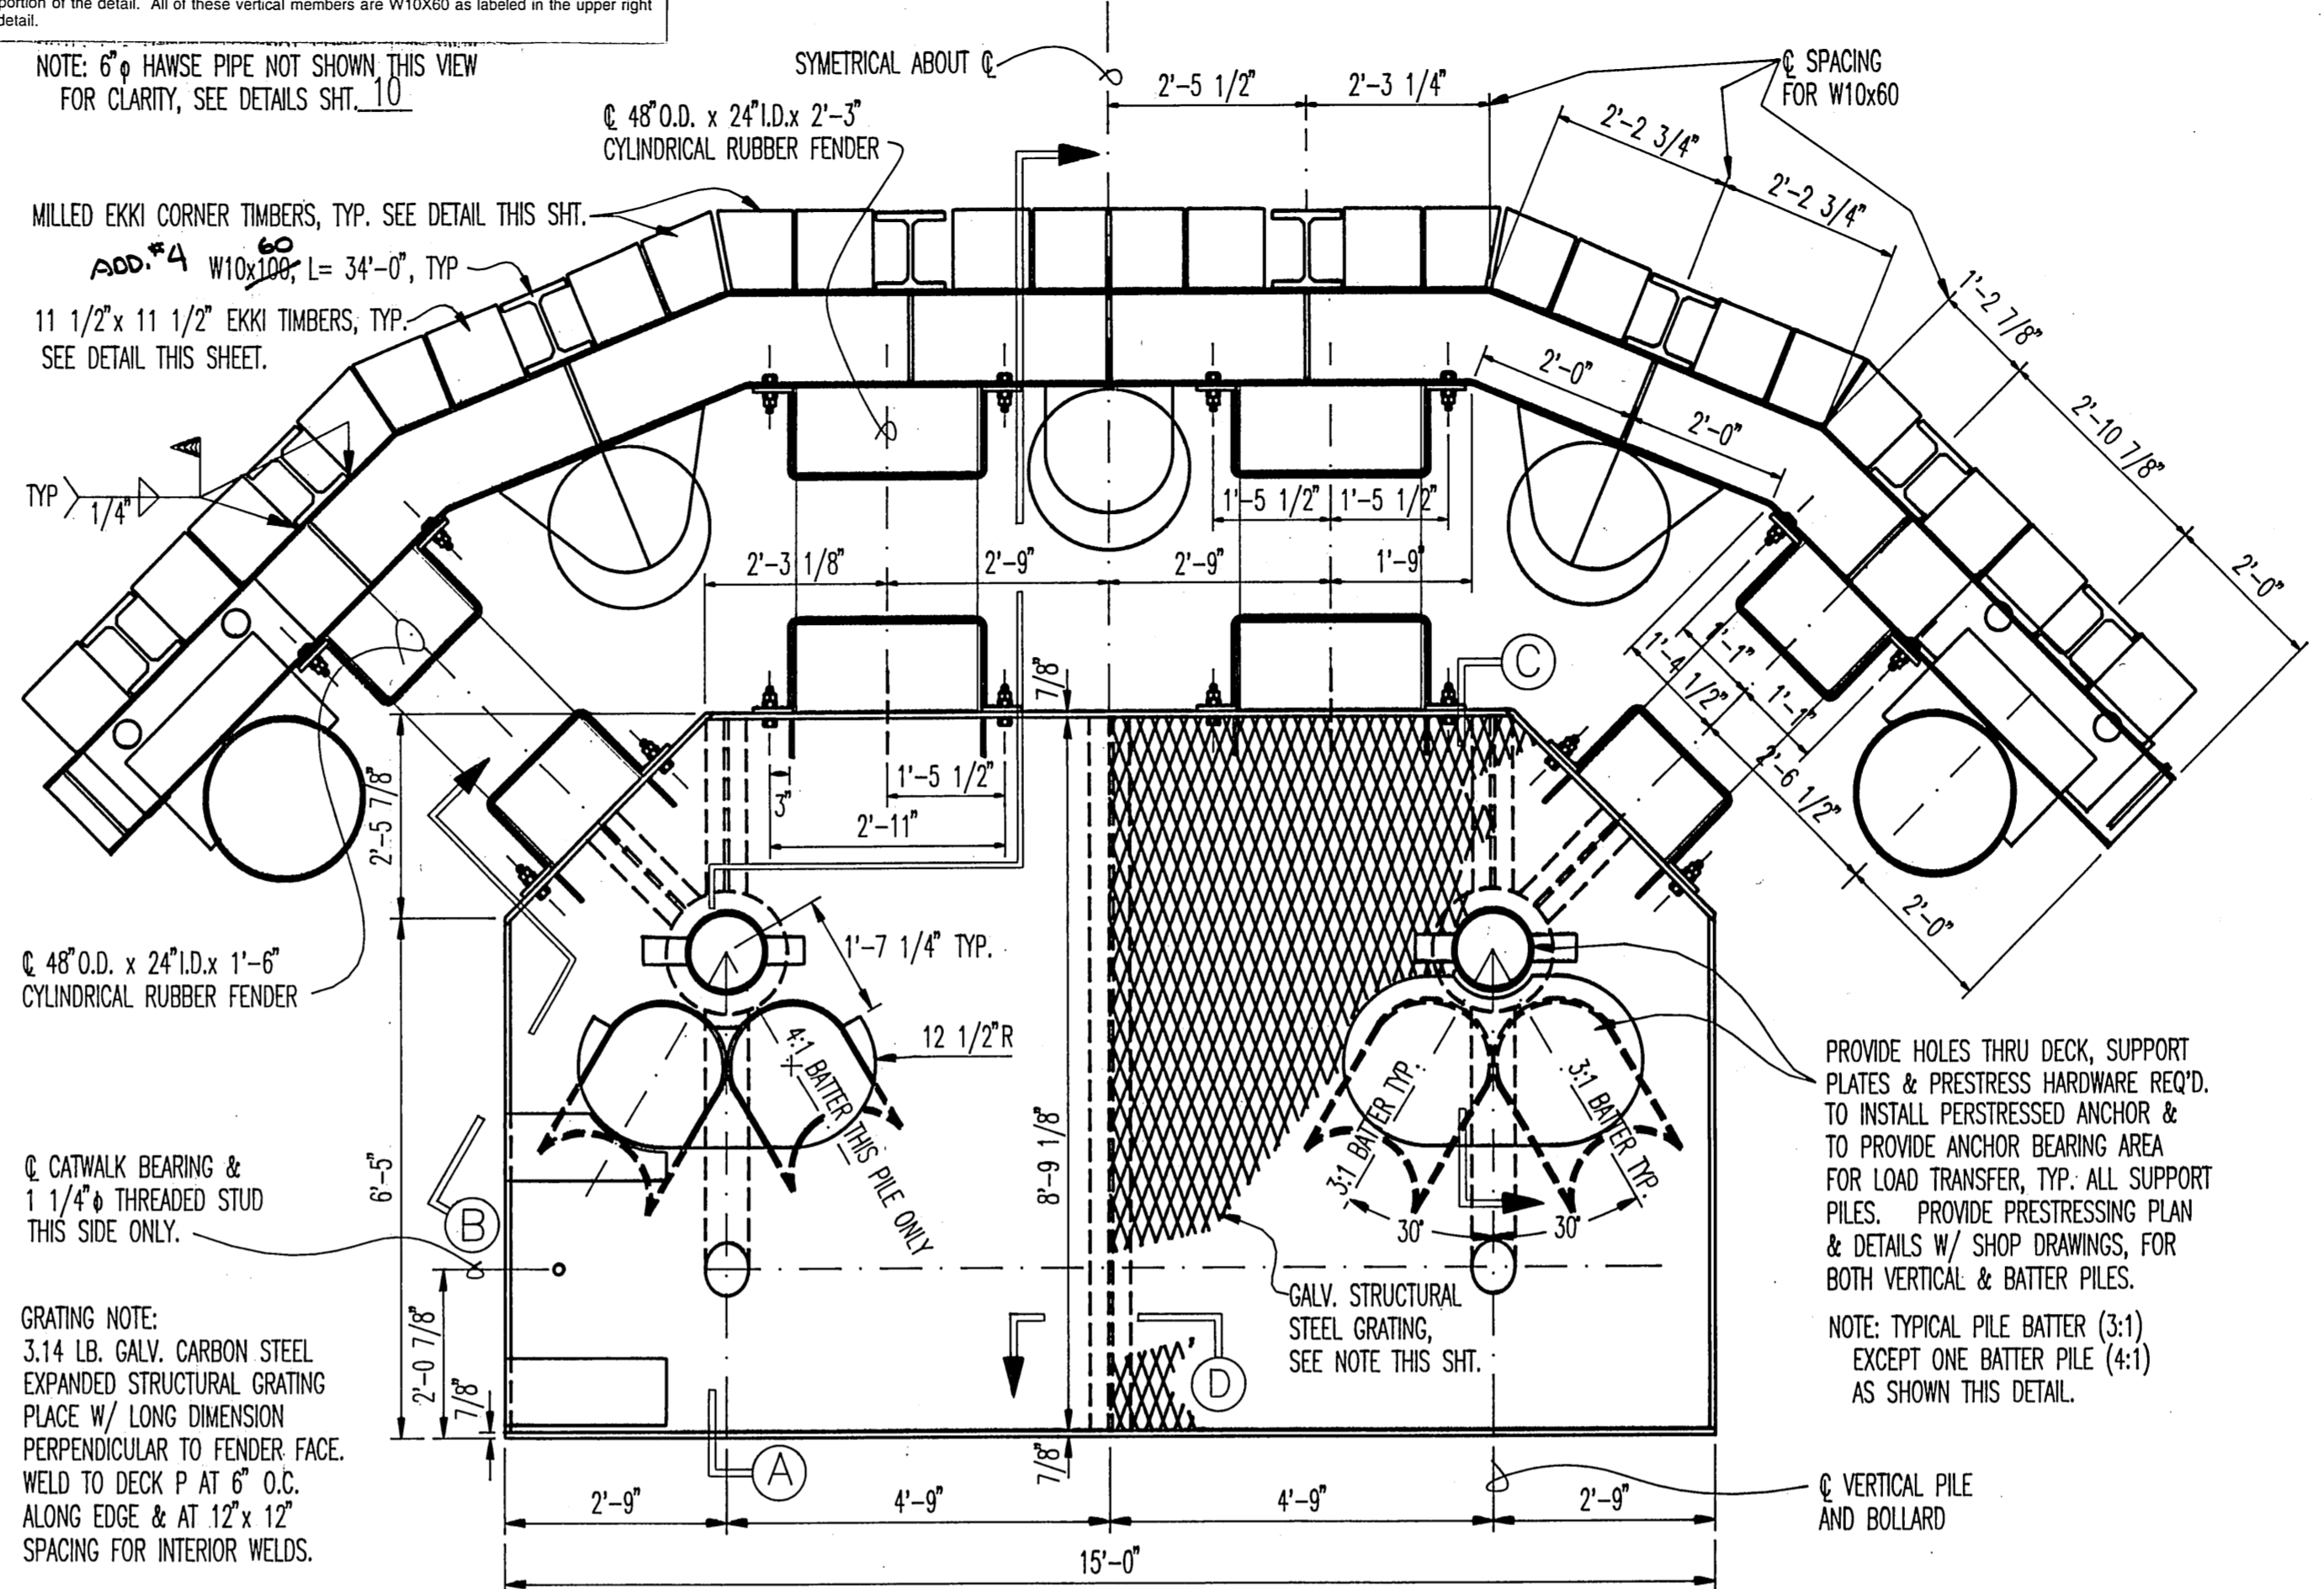 portion of the detail. All of these vertical members are W10X60 as labeled in the upper right
detail.
NOTE: 6"ϕ HAWSE PIPE NOT SHOWN THIS VIEW
FOR CLARITY, SEE DETAILS SHT. 10
SYMETRICAL ABOUT ℄
2'-5 1/2"
2'-3 1/4"
℄ SPACING
FOR W10x60
℄ 48"O.D. x 24"I.D.x 2'-3"
CYLINDRICAL RUBBER FENDER
2'-2 3/4"
2'-2 3/4"
MILLED EKKI CORNER TIMBERS, TYP. SEE DETAIL THIS SHT.
60
ADD.#4 W10x100, L= 34'-0", TYP
11 1/2"x 11 1/2" EKKI TIMBERS, TYP.
SEE DETAIL THIS SHEET.
1'-2 7/8"
2'-10 7/8"
2'-0"
2'-0"
2'-0"
TYP
1/4"
1'-5 1/2"
1'-5 1/2"
2'-3 1/8"
2'-9"
2'-9"
1'-9"
7/8"
C
1'-1"
1'-4 1/2"
1'-1"
2'-6 1/2"
2'-0"
2'-5 7/8"
3"
1'-5 1/2"
2'-11"
℄ 48"O.D. x 24"I.D.x 1'-6"
CYLINDRICAL RUBBER FENDER
1'-7 1/4" TYP.
12 1/2"R
4:1 BATTER THIS PILE ONLY
3:1 BATTER TYP.
3:1 BATTER TYP.
30°
30°
PROVIDE HOLES THRU DECK, SUPPORT
PLATES & PRESTRESS HARDWARE REQ'D.
TO INSTALL PERSTRESSED ANCHOR &
TO PROVIDE ANCHOR BEARING AREA
FOR LOAD TRANSFER, TYP. ALL SUPPORT
PILES. PROVIDE PRESTRESSING PLAN
& DETAILS W/ SHOP DRAWINGS, FOR
BOTH VERTICAL & BATTER PILES.
℄ CATWALK BEARING &
1 1/4"ϕ THREADED STUD
THIS SIDE ONLY.
6'-5"
B
8'-9 1/8"
GALV. STRUCTURAL
STEEL GRATING,
SEE NOTE THIS SHT.
NOTE: TYPICAL PILE BATTER (3:1)
EXCEPT ONE BATTER PILE (4:1)
AS SHOWN THIS DETAIL.
GRATING NOTE:
3.14 LB. GALV. CARBON STEEL
EXPANDED STRUCTURAL GRATING
PLACE W/ LONG DIMENSION
PERPENDICULAR TO FENDER FACE.
WELD TO DECK P AT 6" O.C.
ALONG EDGE & AT 12"x 12"
SPACING FOR INTERIOR WELDS.
2'-0 7/8"
7/8"
D
A
7/8"
℄ VERTICAL PILE
AND BOLLARD
2'-9"
4'-9"
4'-9"
2'-9"
15'-0"